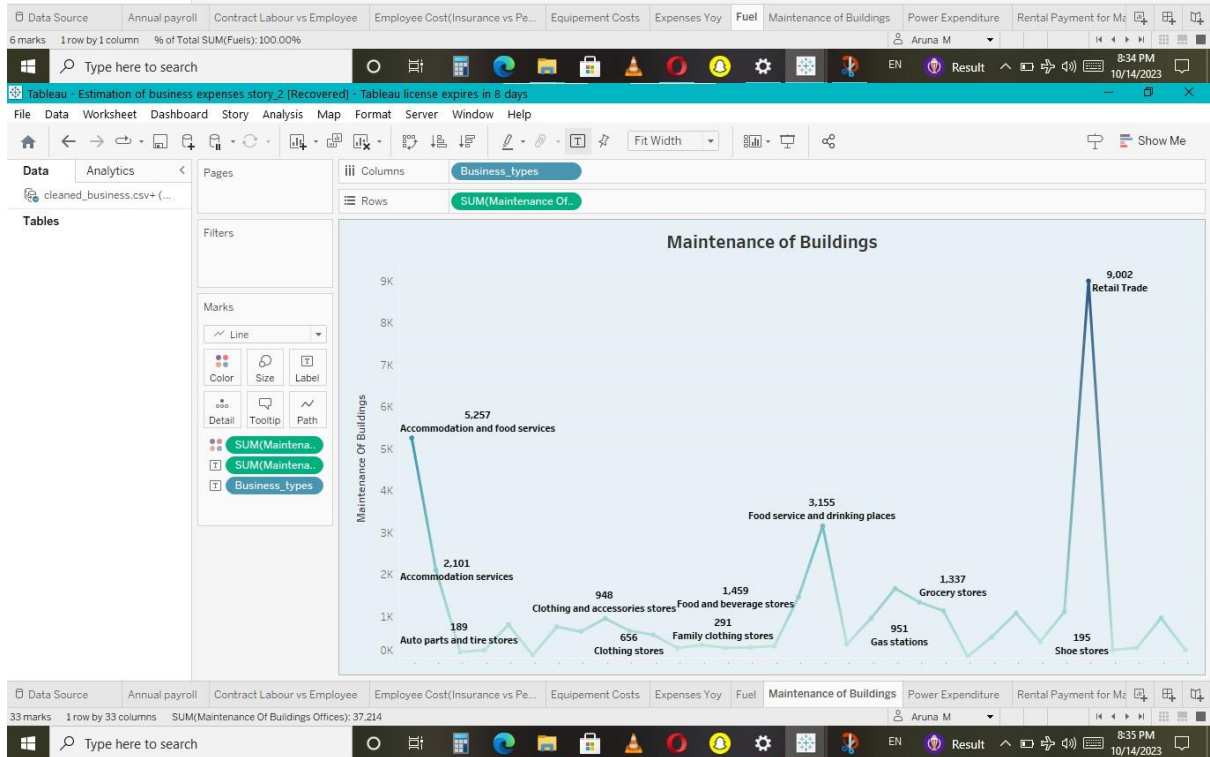 Data Source Annual payroll Contract Labour vs Employee Employee Cost(Insurance vs Pe... Equipement Costs Expenses Yoy Fuel Maintenance of Buildings Power Expenditure Rental Payment for Ma
6 marks 1 row by 1 column % of Total SUM(Fuels): 100.00% Aruna M
Type here to search EN Result 8:34 PM
10/14/2023
Tableau - Estimation of business expenses story_2 [Recovered] - Tableau license expires in 8 days
File Data Worksheet Dashboard Story Analysis Map Format Server Window Help
Fit Width Show Me
Data Analytics Pages Columns Business_types
cleaned_business.csv+ (... Rows SUM(Maintenance Of..
Tables
Filters
Maintenance of Buildings
Marks
Line
Color Size Label
Detail Tooltip Path
SUM(Maintena..
SUM(Maintena..
Business_types
Maintenance Of Buildings
9K
8K
7K
6K
5K
4K
3K
2K
1K
0K
9,002
Retail Trade
5,257
Accommodation and food services
3,155
Food service and drinking places
2,101
Accommodation services
948
Clothing and accessories stores
1,459
Food and beverage stores
1,337
Grocery stores
189
Auto parts and tire stores
656
Clothing stores
291
Family clothing stores
951
Gas stations
195
Shoe stores
Data Source Annual payroll Contract Labour vs Employee Employee Cost(Insurance vs Pe... Equipement Costs Expenses Yoy Fuel Maintenance of Buildings Power Expenditure Rental Payment for Ma
33 marks 1 row by 33 columns SUM(Maintenance Of Buildings Offices): 37,214 Aruna M
Type here to search EN Result 8:35 PM
10/14/2023